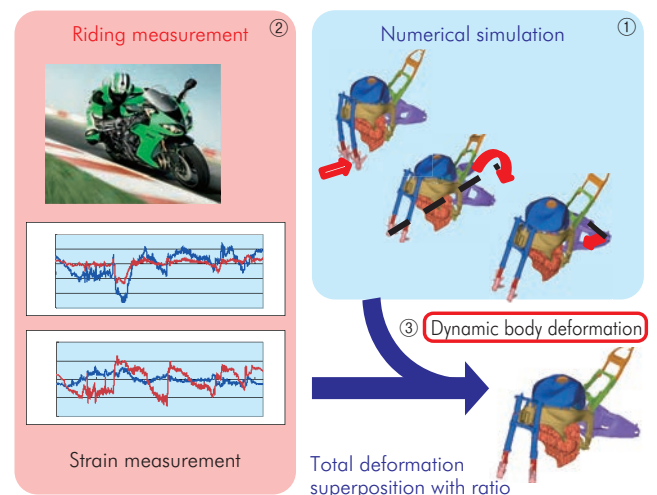 Riding measurement ②
Numerical simulation ①
③ Dynamic body deformation
Strain measurement
Total deformation
superposition with ratio